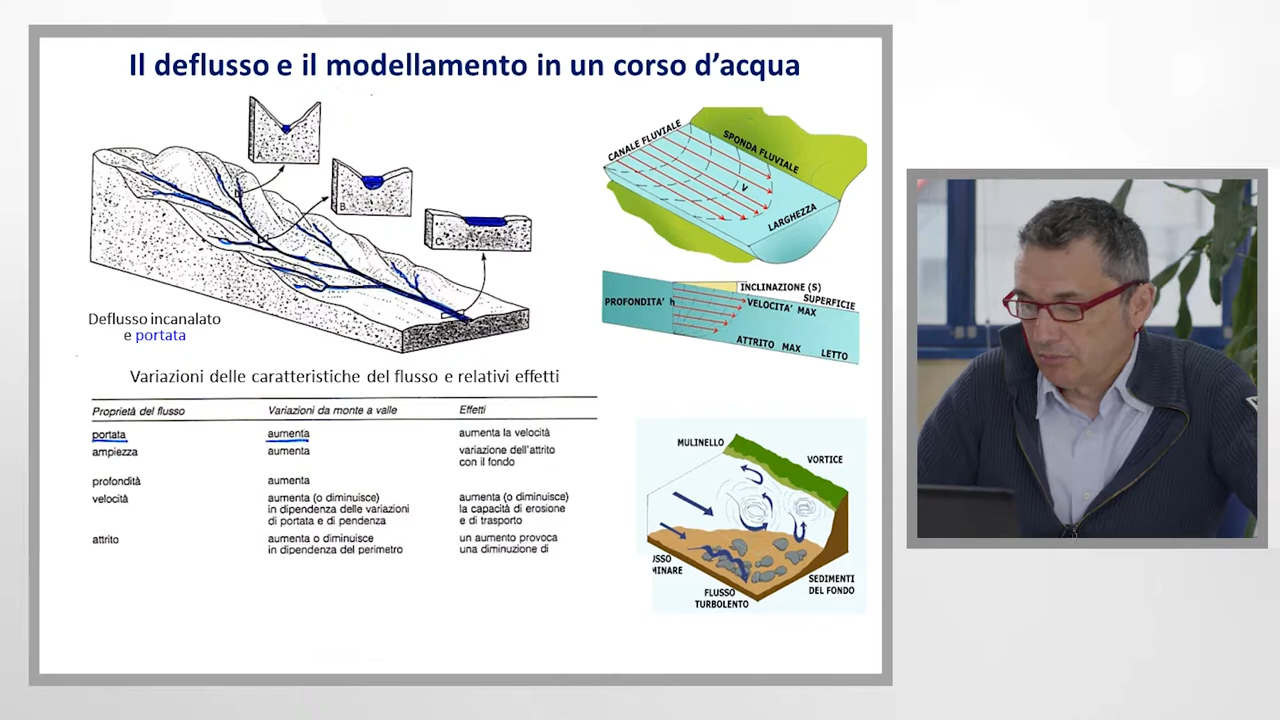 Il deflusso e il modellamento in un corso d'acqua
A.
B.
C.
Deflusso incanalato
e portata
CANALE FLUVIALE
SPONDA FLUVIALE
V
LARGHEZZA
INCLINAZIONE (S)
PROFONDITA' h
VELOCITA' MAX
SUPERFICIE
ATTRITO MAX
LETTO
Variazioni delle caratteristiche del flusso e relativi effetti
Proprietà del flusso Variazioni da monte a valle Effetti
portata aumenta aumenta la velocità
ampiezza aumenta variazione dell'attrito
con il fondo
profondità aumenta
velocità aumenta (o diminuisce) aumenta (o diminuisce)
in dipendenza delle variazioni la capacità di erosione
di portata e di pendenza e di trasporto
attrito aumenta o diminuisce un aumento provoca
in dipendenza del perimetro una diminuzione di
MULINELLO
VORTICE
USSO
MINARE
FLUSSO
TURBOLENTO
SEDIMENTI
DEL FONDO